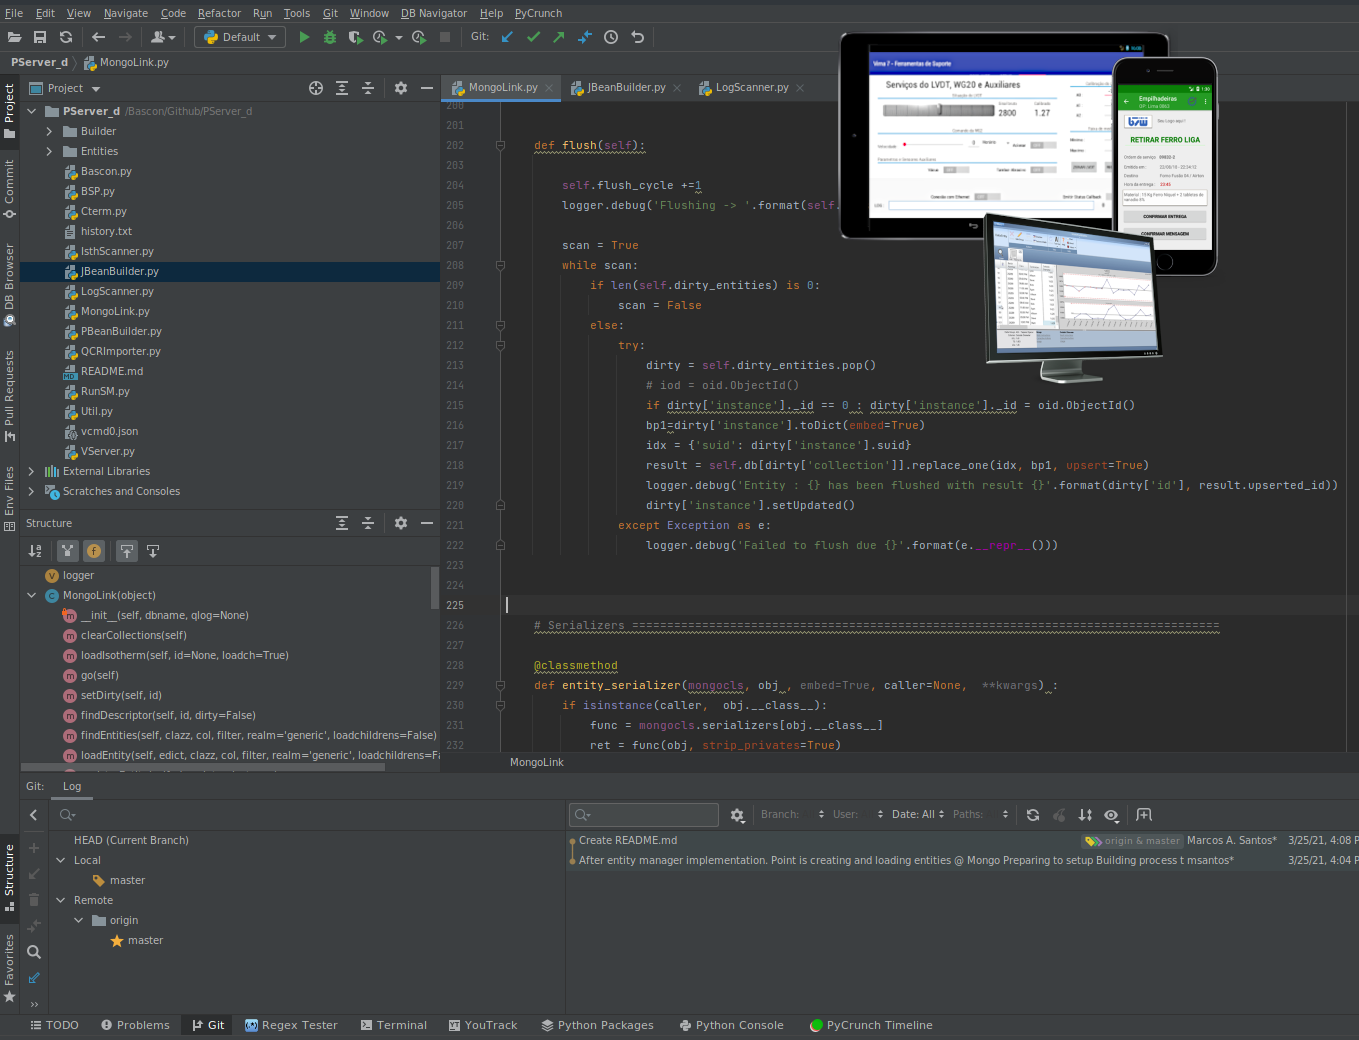 File Edit View Navigate Code Refactor Run Tools Git Window DB Navigator Help PyCrunch
Default Git:
PServer_d MongoLink.py
Project
MongoLink.py JBeanBuilder.py LogScanner.py
PServer_d /Bascon/Github/PServer_d
Builder
Entities
Bascon.py
BSP.py
Cterm.py
history.txt
IsthScanner.py
JBeanBuilder.py
LogScanner.py
MongoLink.py
PBeanBuilder.py
QCRImporter.py
README.md
RunSM.py
Util.py
vcmd0.json
VServer.py
External Libraries
Scratches and Consoles
Structure
logger
MongoLink(object)
__init__(self, dbname, qlog=None)
clearCollections(self)
loadIsotherm(self, id=None, loadch=True)
go(self)
setDirty(self, id)
findDescriptor(self, id, dirty=False)
findEntities(self, clazz, col, filter, realm='generic', loadchildrens=False)
loadEntity(self, edict, clazz, col, filter, realm='generic', loadchildrens=Fa
Project
Commit
DB Browser
Pull Requests
Env Files
Structure
Favorites
200
201
202 def flush(self):
203
204 self.flush_cycle +=1
205 logger.debug('Flushing -> '.format(self.
206
207 scan = True
208 while scan:
209 if len(self.dirty_entities) is 0:
210 scan = False
211 else:
212 try:
213 dirty = self.dirty_entities.pop()
214 # iod = oid.ObjectId()
215 if dirty['instance']._id == 0 : dirty['instance']._id = oid.ObjectId()
216 bp1=dirty['instance'].toDict(embed=True)
217 idx = {'suid': dirty['instance'].suid}
218 result = self.db[dirty['collection']].replace_one(idx, bp1, upsert=True)
219 logger.debug('Entity : {} has been flushed with result {}'.format(dirty['id'], result.upserted_id))
220 dirty['instance'].setUpdated()
221 except Exception as e:
222 logger.debug('Failed to flush due {}'.format(e.__repr__()))
223
224
225
226 # Serializers ====================================================================================
227
228 @classmethod
229 def entity_serializer(mongocls, obj , embed=True, caller=None, **kwargs) :
230 if isinstance(caller, obj.__class__):
231 func = mongocls.serializers[obj.__class__]
232 ret = func(obj, strip_privates=True)
MongoLink
Vima 7 - Ferramentas de Suporte
Serviços do LVDT, WG20 e Auxiliares
2800 1.27
Empilhadeiras
RETIRAR FERRO LIGA
Ordem de serviço:
Emitida em
Destino
Hora da entrega: 23:45
CONFIRMAR ENTREGA
CONFIRMAR MENSAGEM
Git: Log
Branch: User: Date: All Paths:
HEAD (Current Branch)
Local
master
Remote
origin
master
Create README.md origin & master Marcos A. Santos* 3/25/21, 4:08 P
After entity manager implementation. Point is creating and loading entities @ Mongo Preparing to setup Building process t msantos* 3/25/21, 4:04 P
TODO Problems Git Regex Tester Terminal YouTrack Python Packages Python Console PyCrunch Timeline